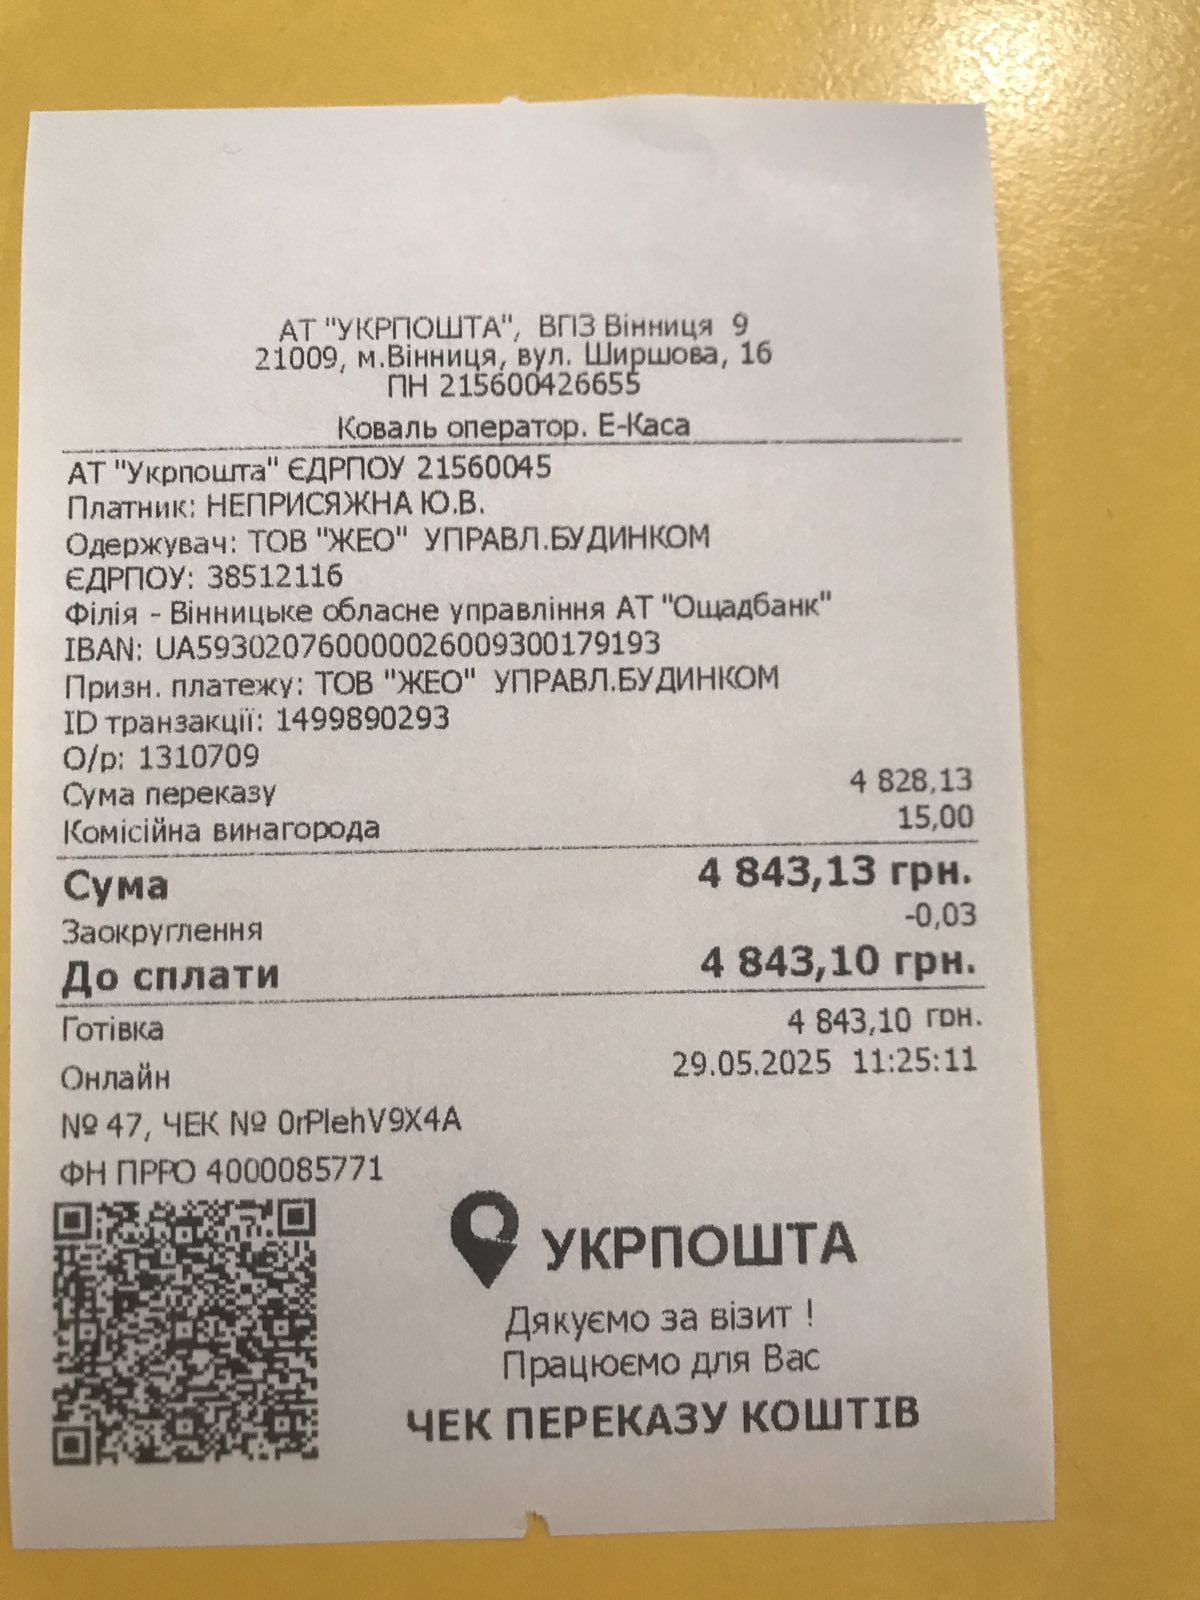 АТ "УКРПОШТА", ВПЗ Вінниця 9
21009, м.Вінниця, вул. Ширшова, 16
ПН 215600426655
Коваль оператор. Е-Каса
АТ "Укрпошта" ЄДРПОУ 21560045
Платник: НЕПРИСЯЖНА Ю.В.
Одержувач: ТОВ "ЖЕО" УПРАВЛ.БУДИНКОМ
ЄДРПОУ: 38512116
Філія - Вінницьке обласне управління АТ "Ощадбанк"
IBAN: UA593020760000026009300179193
Призн. платежу: ТОВ "ЖЕО" УПРАВЛ.БУДИНКОМ
ID транзакції: 1499890293
О/р: 1310709
Сума переказу 4 828,13
Комісійна винагорода 15,00
Сума 4 843,13 грн.
Заокруглення -0,03
До сплати 4 843,10 грн.
Готівка 4 843,10 грн.
Онлайн 29.05.2025 11:25:11
№ 47, ЧЕК № 0rPlehV9X4A
ФН ПРРО 4000085771
УКРПОШТА
Дякуємо за візит !
Працюємо для Вас
ЧЕК ПЕРЕКАЗУ КОШТІВ